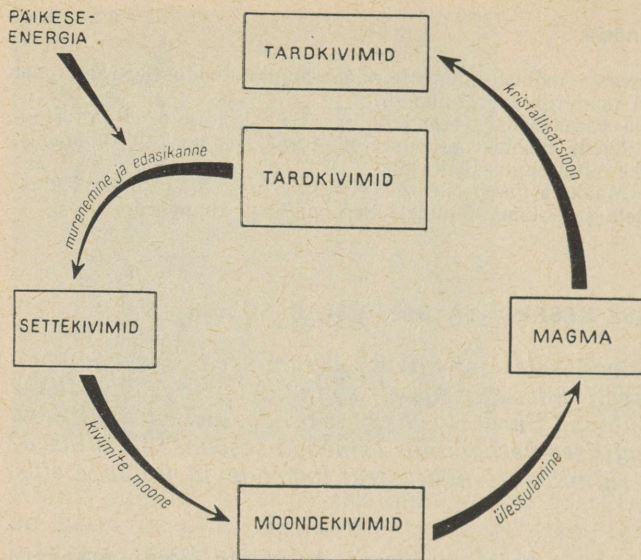 PÄIKESE-
ENERGIA
TARDKIVIMID
kristallisatsioon
murenemine ja edasikanne
TARDKIVIMID
SETTEKIVIMID
MAGMA
kivimite moone
ülessulamine
MOONDEKIVIMID